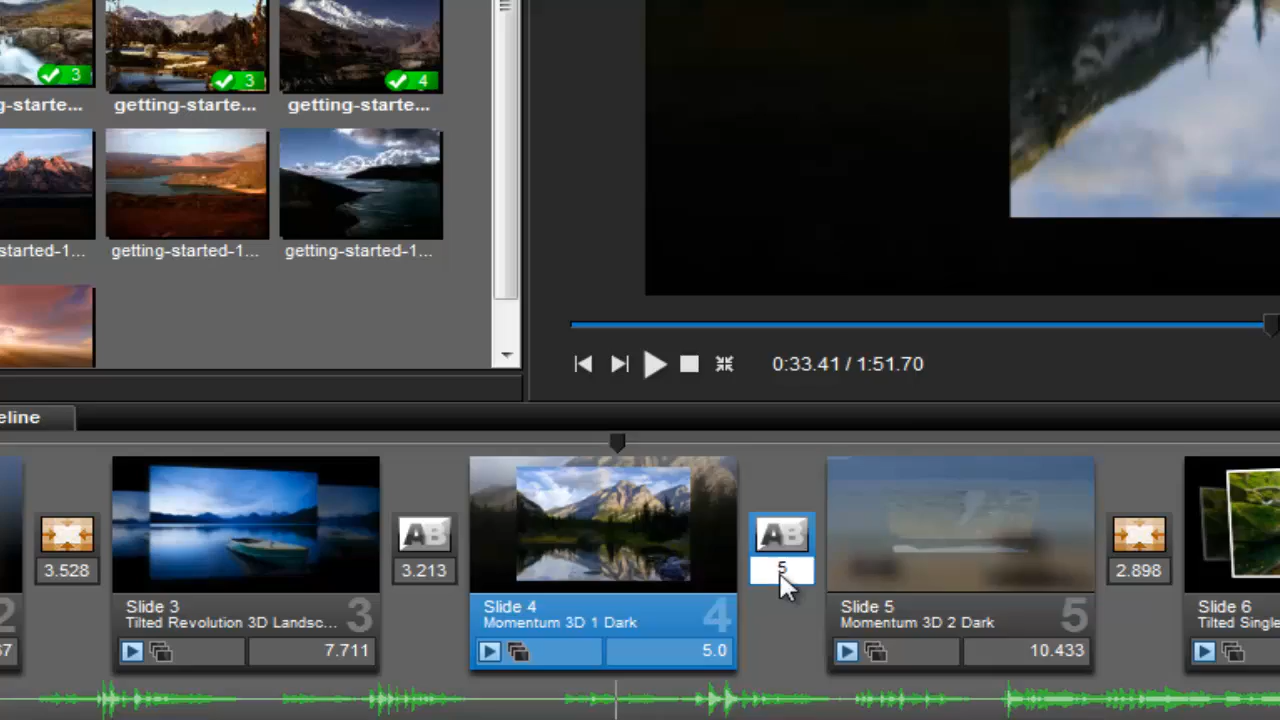 3
3
4
g-starte...
getting-starte...
getting-starte...
started-1...
getting-started-1...
getting-started-1...
0:33.41 / 1:51.70
eline
2
3.528
Slide 3
Tilted Revolution 3D Landsc...
3
7.711
AB
3.213
Slide 4
Momentum 3D 1 Dark
4
5.0
AB
5
Slide 5
Momentum 3D 2 Dark
5
10.433
2.898
Slide 6
Tilted Single
67